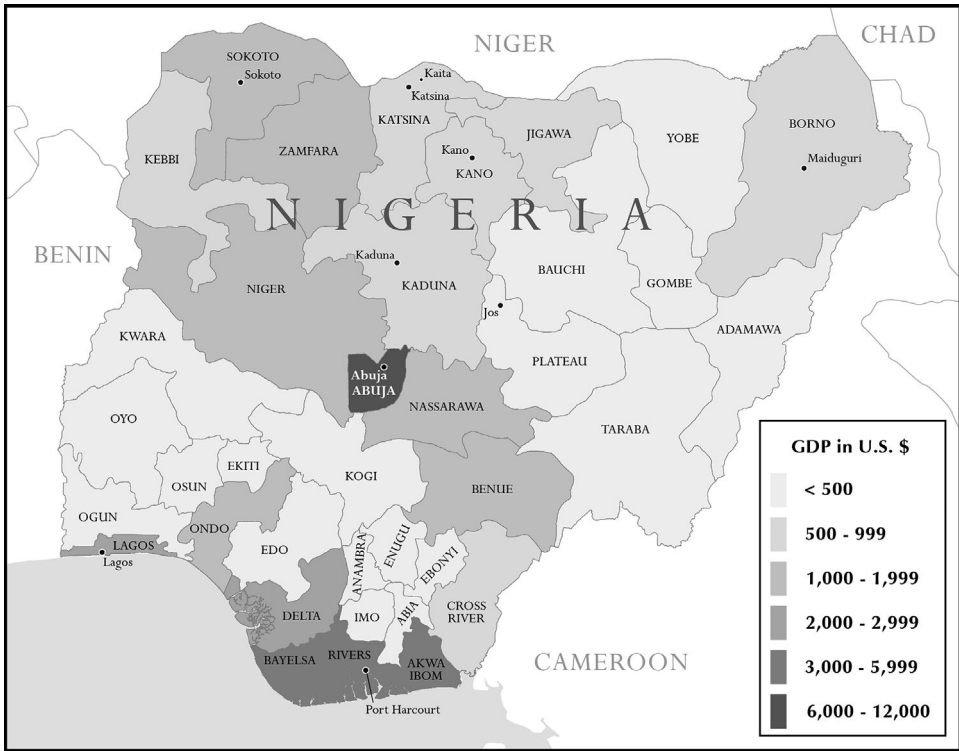 NIGER
CHAD
SOKOTO
Sokoto
Kaita
Katsina
KATSINA
KEBBI
ZAMFARA
Kano
KANO
JIGAWA
YOBE
BORNO
Maiduguri
NIGERIA
BENIN
Kaduna
KADUNA
NIGER
BAUCHI
GOMBE
Jos
ADAMAWA
KWARA
PLATEAU
Abuja
ABUJA
NASSARAWA
OYO
TARABA
EKITI
KOGI
OSUN
BENUE
OGUN
ONDO
LAGOS
Lagos
EDO
ANAMBRA
ENUGU
EBONYI
DELTA
IMO
ABIA
CROSS
RIVER
BAYELSA
RIVERS
AKWA
IBOM
Port Harcourt
CAMEROON
GDP in U.S. $
< 500
500 - 999
1,000 - 1,999
2,000 - 2,999
3,000 - 5,999
6,000 - 12,000